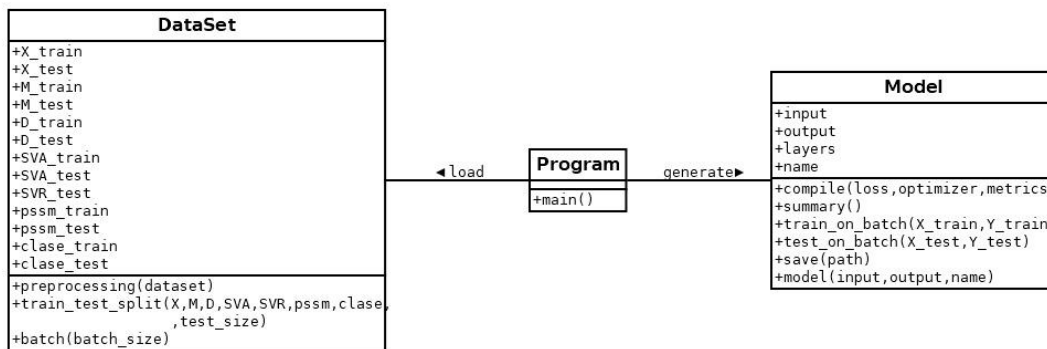 DataSet
+X_train
+X_test
+M_train
+M_test
+D_train
+D_test
+SVA_train
+SVA_test
+SVR_test
+pssm_train
+pssm_test
+clase_train
+clase_test
+preprocessing(dataset)
+train_test_split(X,M,D,SVA,SVR,pssm,clase,
,test_size)
+batch(batch_size)
◀load
Program
+main()
generate▶
Model
+input
+output
+layers
+name
+compile(loss,optimizer,metrics
+summary()
+train_on_batch(X_train,Y_train
+test_on_batch(X_test,Y_test)
+save(path)
+model(input,output,name)